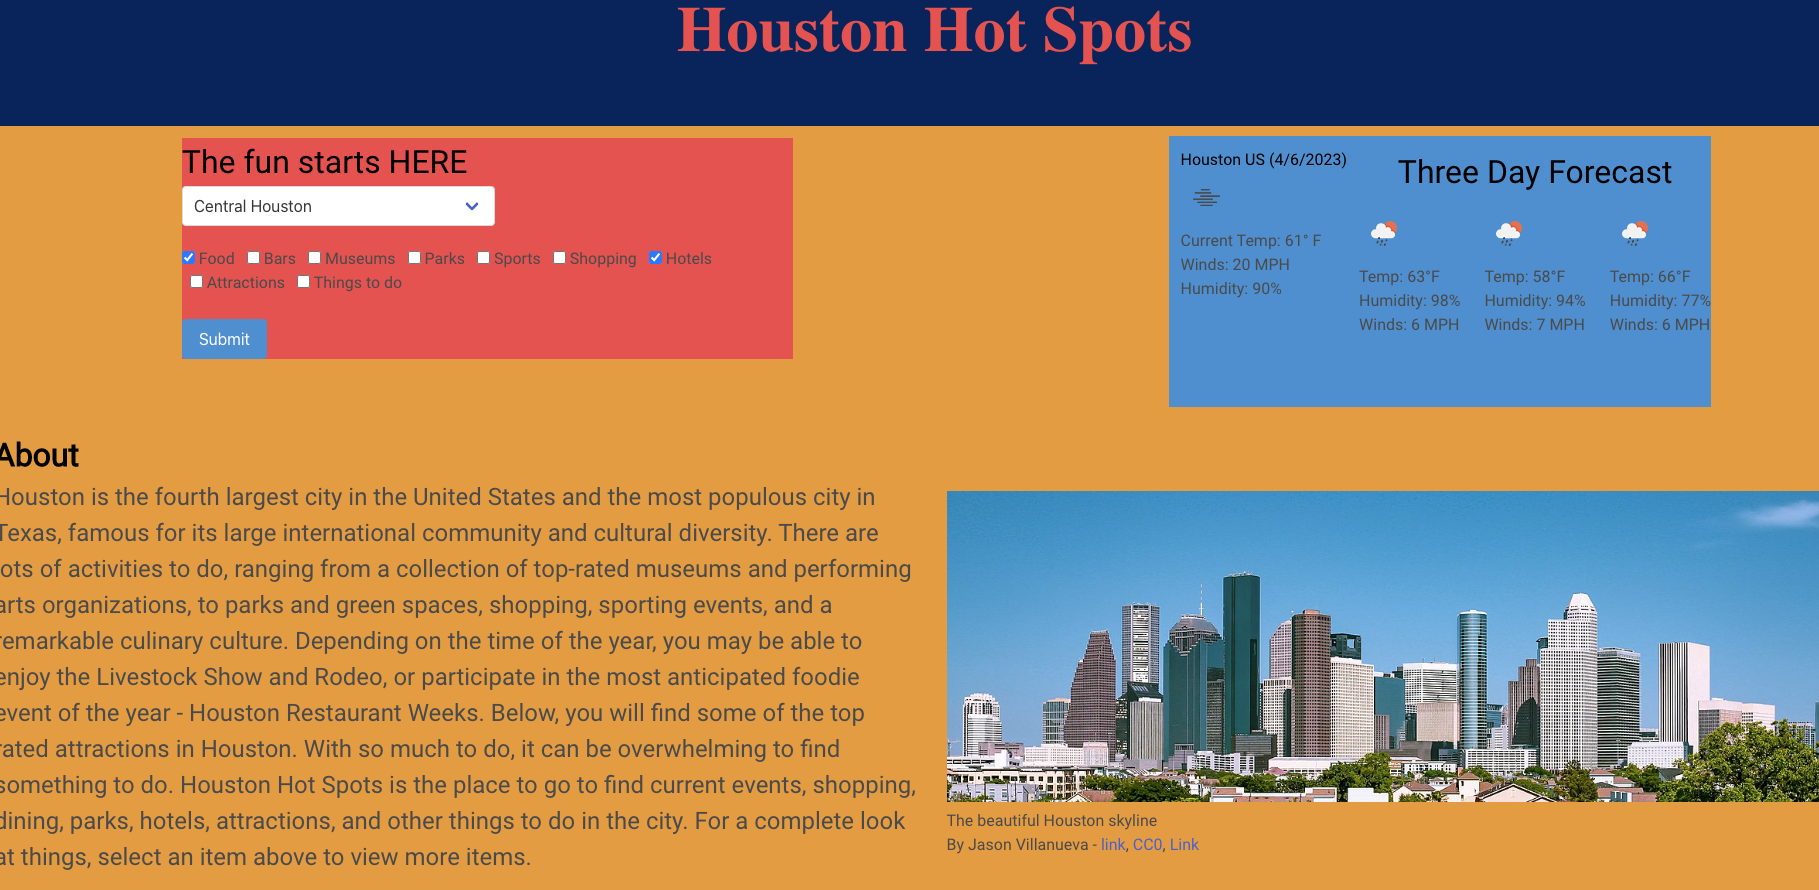 Houston Hot Spots
The fun starts HERE
Central Houston
Food Bars Museums Parks Sports Shopping Hotels
Attractions Things to do
Submit
Houston US (4/6/2023)
Current Temp: 61° F
Winds: 20 MPH
Humidity: 90%
Three Day Forecast
Temp: 63°F
Humidity: 98%
Winds: 6 MPH
Temp: 58°F
Humidity: 94%
Winds: 7 MPH
Temp: 66°F
Humidity: 77%
Winds: 6 MPH
About
Houston is the fourth largest city in the United States and the most populous city in
Texas, famous for its large international community and cultural diversity. There are
lots of activities to do, ranging from a collection of top-rated museums and performing
arts organizations, to parks and green spaces, shopping, sporting events, and a
remarkable culinary culture. Depending on the time of the year, you may be able to
enjoy the Livestock Show and Rodeo, or participate in the most anticipated foodie
event of the year - Houston Restaurant Weeks. Below, you will find some of the top
rated attractions in Houston. With so much to do, it can be overwhelming to find
something to do. Houston Hot Spots is the place to go to find current events, shopping,
dining, parks, hotels, attractions, and other things to do in the city. For a complete look
at things, select an item above to view more items.
The beautiful Houston skyline
By Jason Villanueva - link, CC0, Link